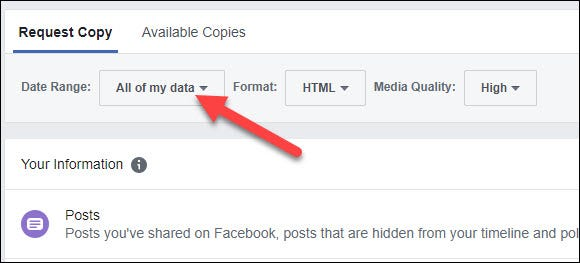 Request Copy Available Copies
Date Range: All of my data Format: HTML Media Quality: High
Your Information
Posts
Posts you've shared on Facebook, posts that are hidden from your timeline and pol